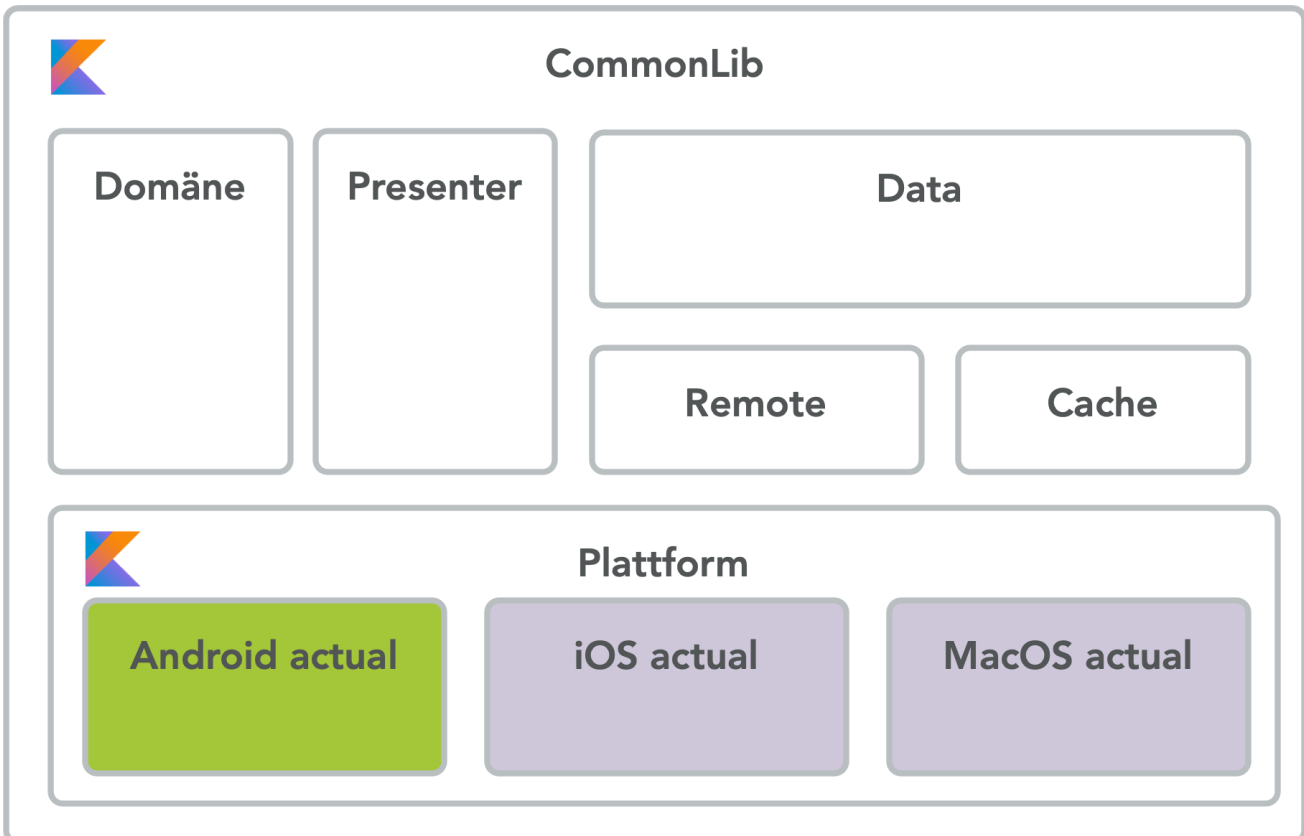 CommonLib
Domäne
Presenter
Data
Remote
Cache
Plattform
Android actual
iOS actual
MacOS actual